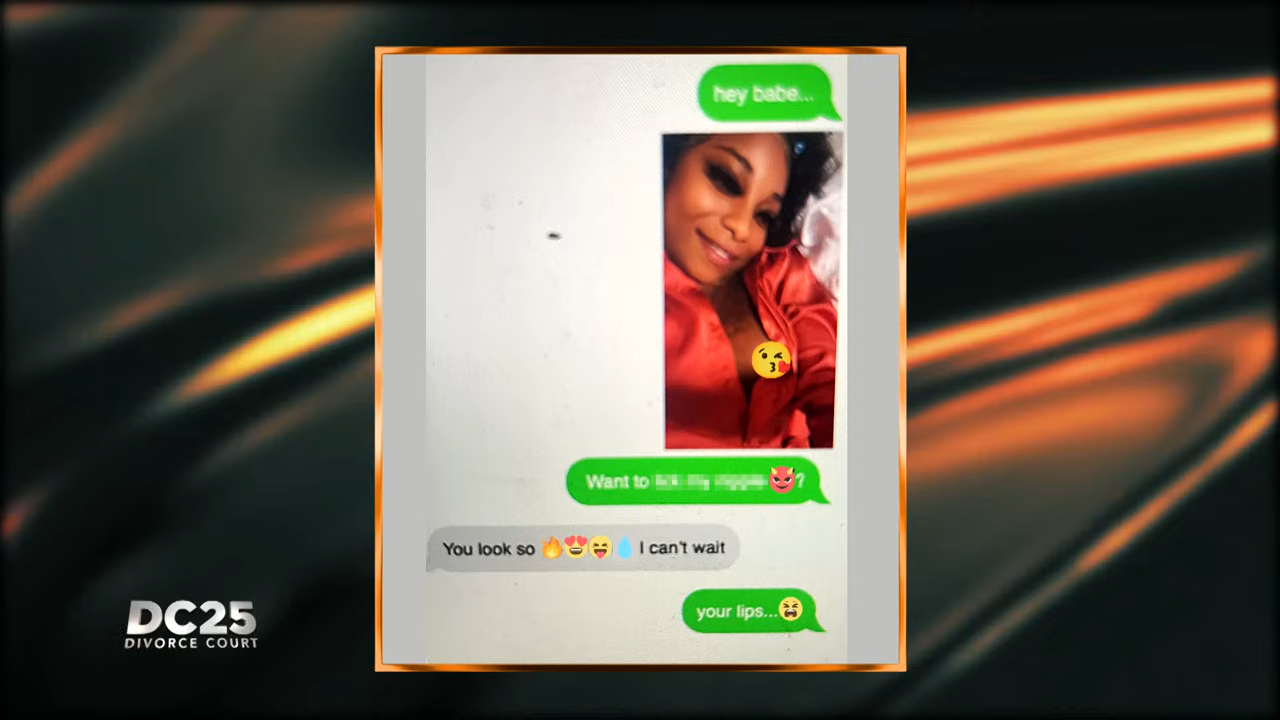 hey babe...
Want to 😈?
You look so 🔥😍😝💧 I can't wait
your lips...😫
DC25
DIVORCE COURT